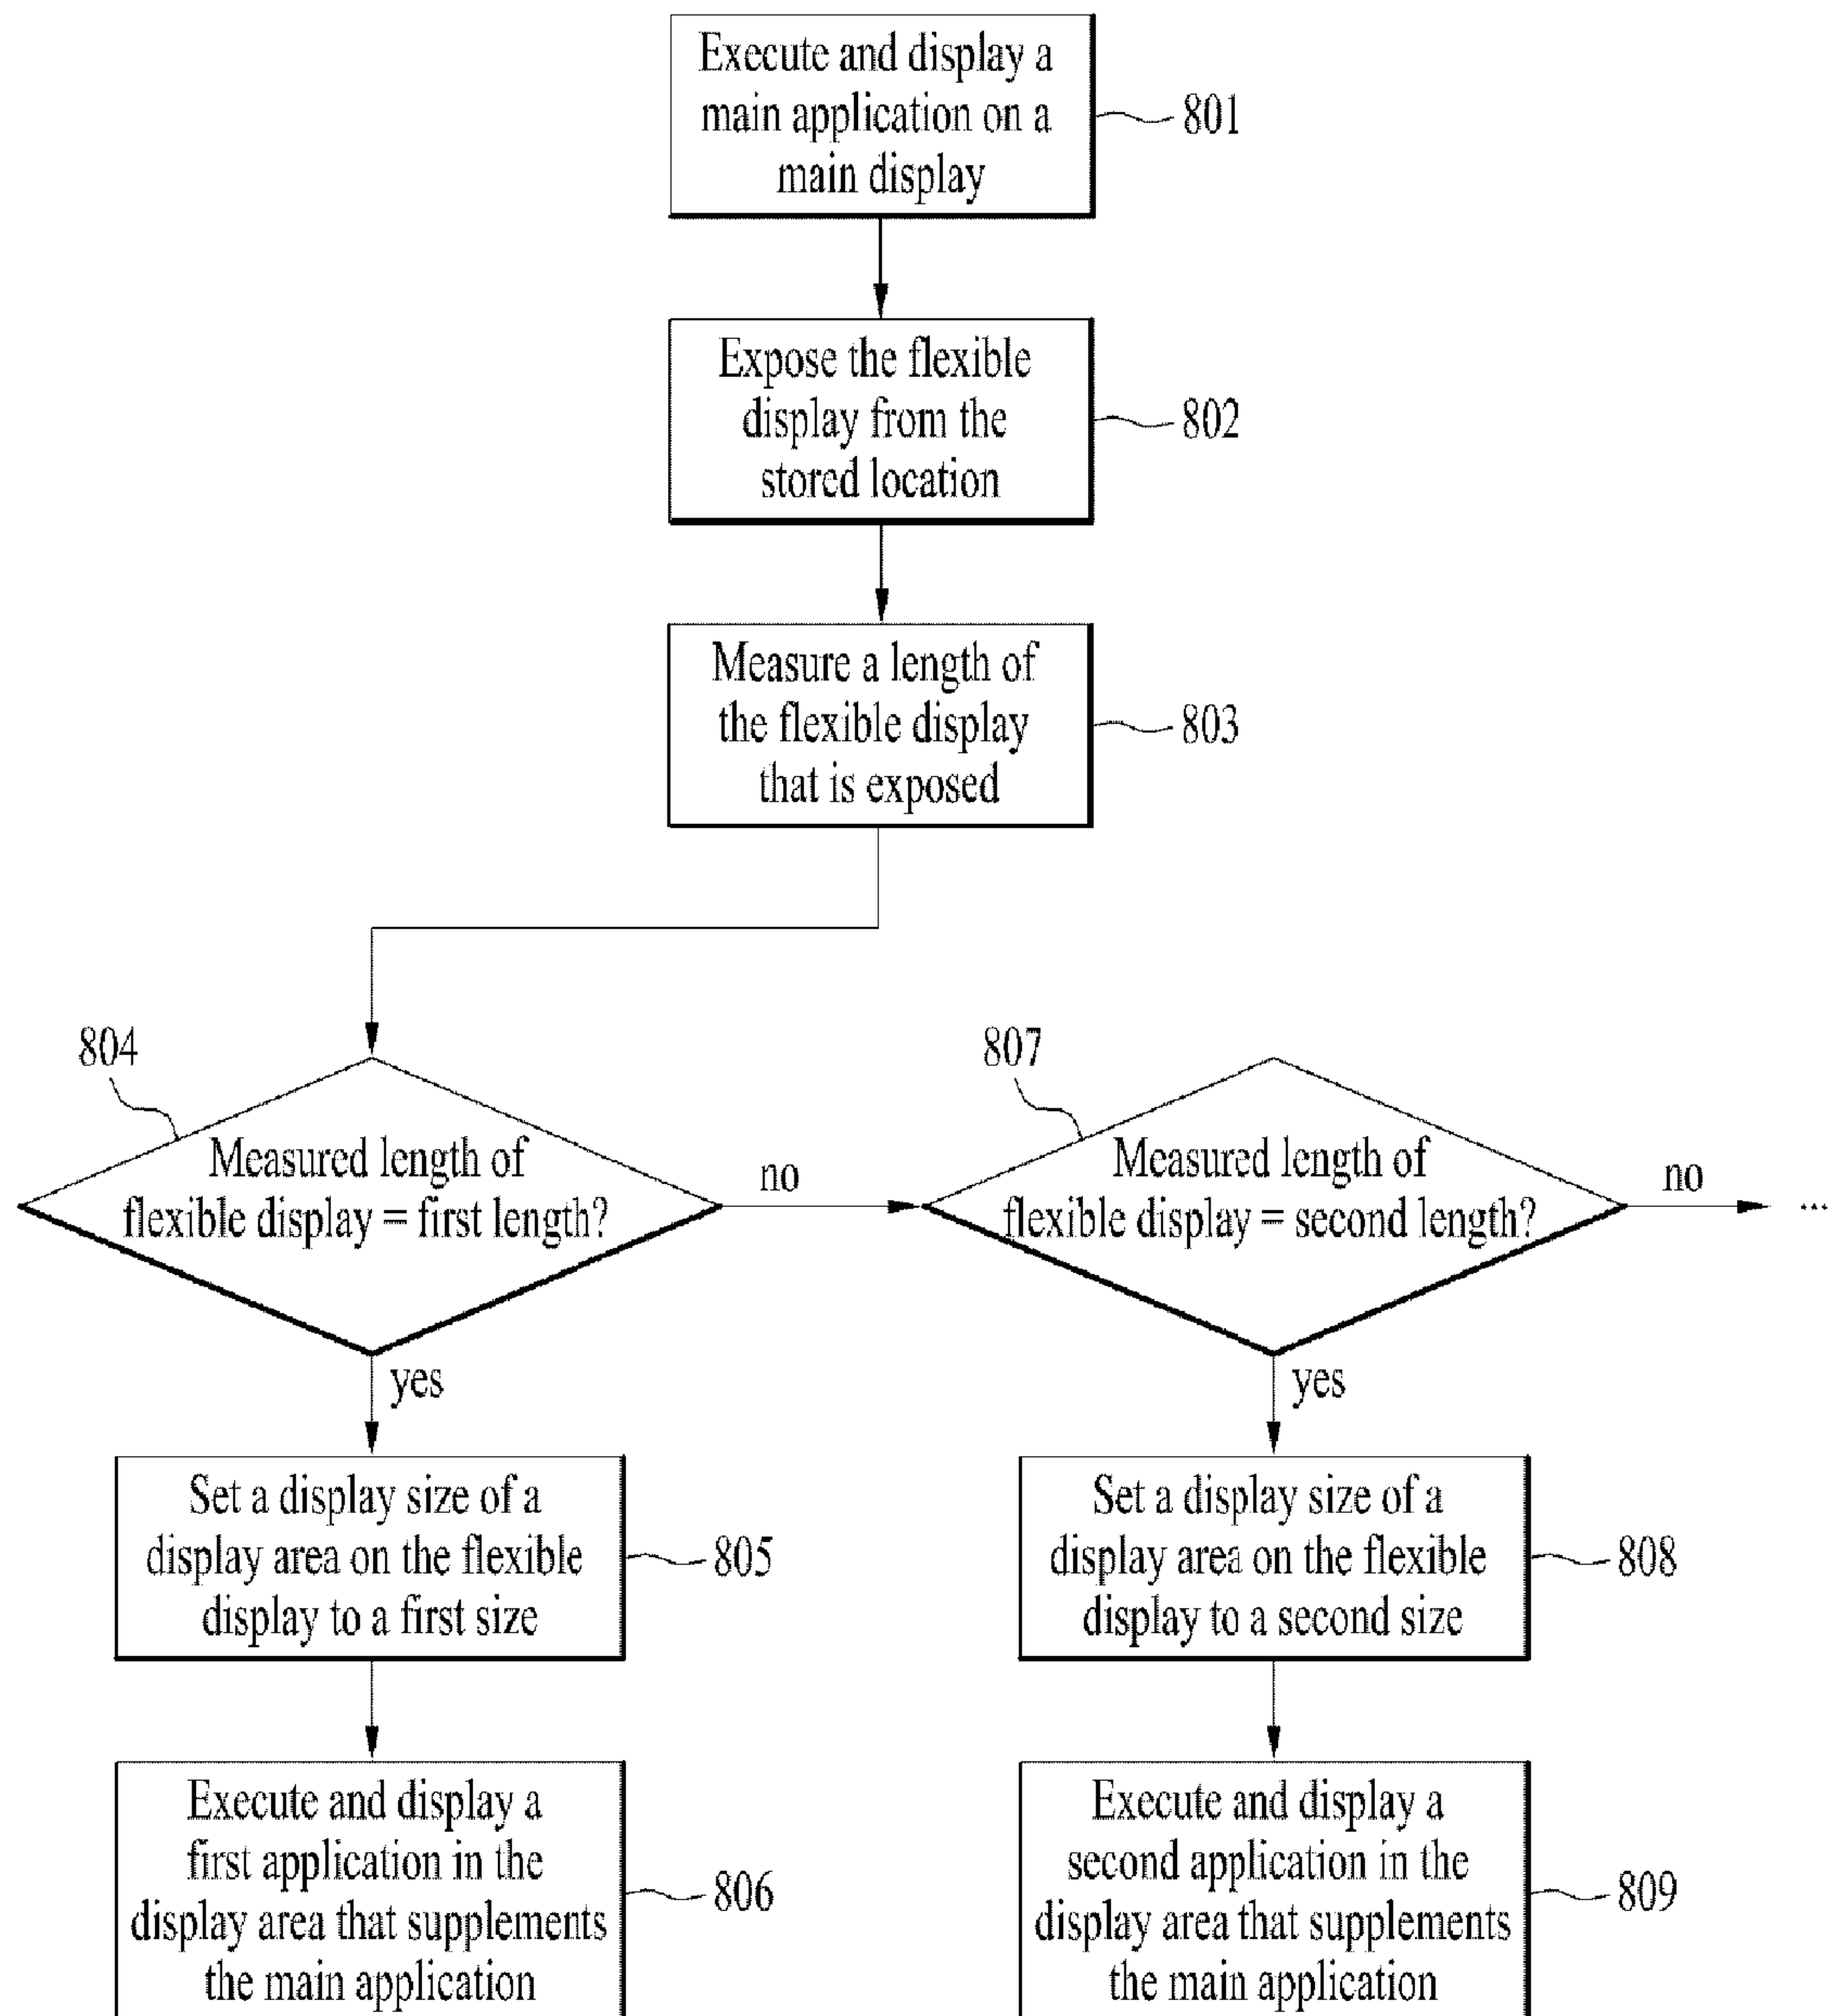 Execute and display a
main application on a
main display
801
Expose the flexible
display from the
stored location
802
Measure a length of
the flexible display
that is exposed
803
804
Measured length of
flexible display = first length?
no
yes
807
Measured length of
flexible display = second length?
no
...
yes
Set a display size of a
display area on the flexible
display to a first size
805
Set a display size of a
display area on the flexible
display to a second size
808
Execute and display a
first application in the
display area that supplements
the main application
806
Execute and display a
second application in the
display area that supplements
the main application
809